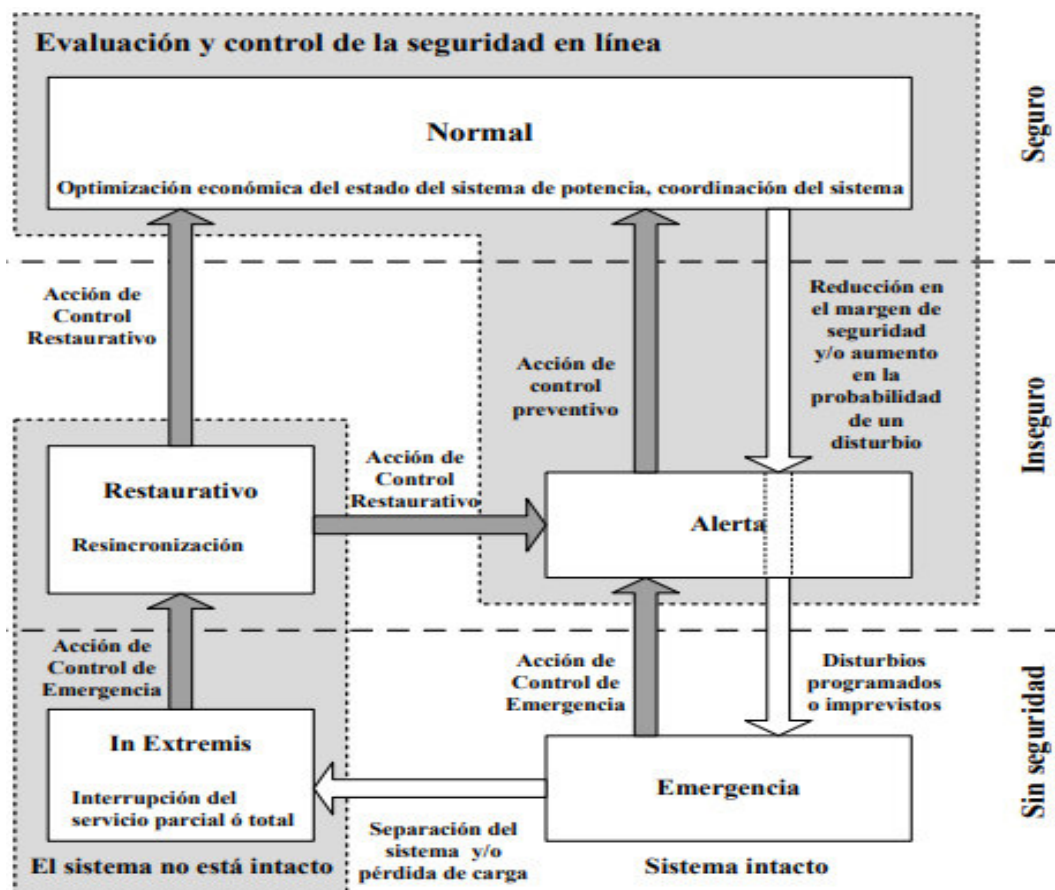 Evaluación y control de la seguridad en línea
Normal
Optimización económica del estado del sistema de potencia, coordinación del sistema
Seguro
Acción de
Control
Restaurativo
Acción de
control
preventivo
Reducción en
el margen de
seguridad
y/o aumento
en la
probabilidad
de un
disturbio
Inseguro
Restaurativo
Resincronización
Acción de
Control
Restaurativo
Alerta
Acción de
Control de
Emergencia
Acción de
Control de
Emergencia
Disturbios
programados
o imprevistos
Sin seguridad
In Extremis
Interrupción del
servicio parcial ó total
Emergencia
El sistema no está intacto
Separación del
sistema y/o
pérdida de carga
Sistema intacto